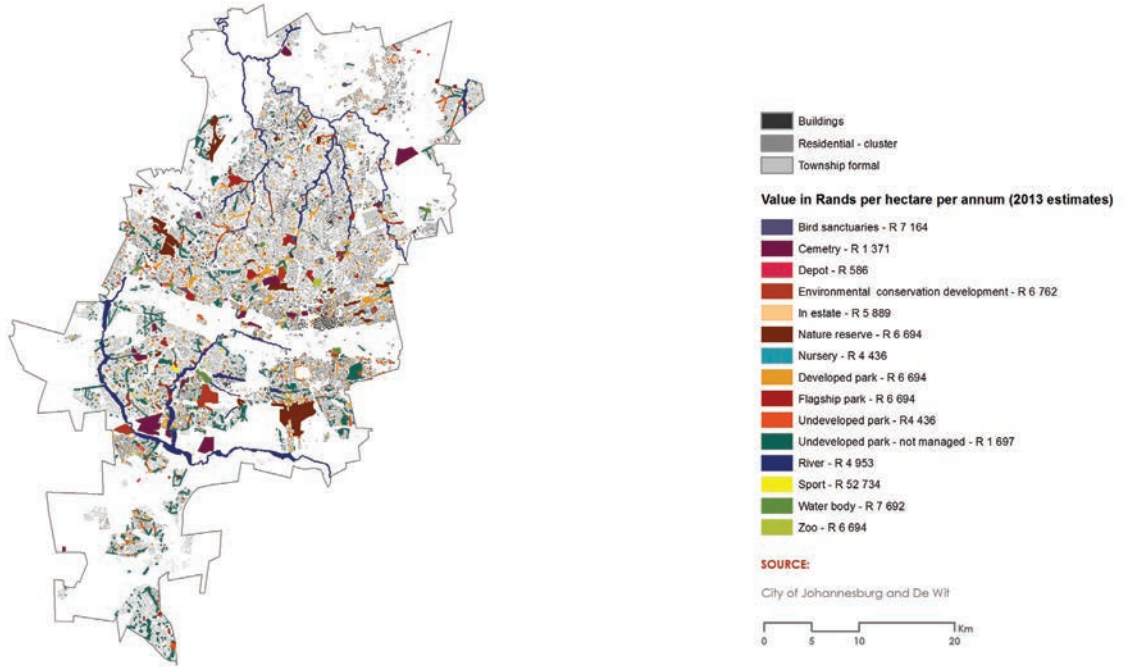 Buildings
Residential - cluster
Township formal
Value in Rands per hectare per annum (2013 estimates)
Bird sanctuaries - R 7 164
Cemetry - R 1 371
Depot - R 586
Environmental conservation development - R 6 762
In estate - R 5 889
Nature reserve - R 6 694
Nursery - R 4 436
Developed park - R 6 694
Flagship park - R 6 694
Undeveloped park - R4 436
Undeveloped park - not managed - R 1 697
River - R 4 953
Sport - R 52 734
Water body - R 7 692
Zoo - R 6 694
SOURCE:
City of Johannesburg and De Wit
Km
0 5 10 20